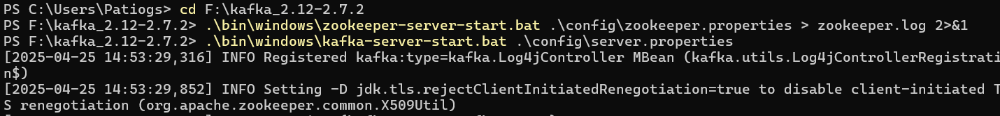 PS C:\Users\Patiogs> cd F:\kafka_2.12-2.7.2
PS F:\kafka_2.12-2.7.2> .\bin\windows\zookeeper-server-start.bat .\config\zookeeper.properties > zookeeper.log 2>&1
PS F:\kafka_2.12-2.7.2> .\bin\windows\kafka-server-start.bat .\config\server.properties
[2025-04-25 14:53:29,316] INFO Registered kafka:type=kafka.Log4jController MBean (kafka.utils.Log4jControllerRegistrati
n$)
[2025-04-25 14:53:29,852] INFO Setting -D jdk.tls.rejectClientInitiatedRenegotiation=true to disable client-initiated T
S renegotiation (org.apache.zookeeper.common.X509Util)